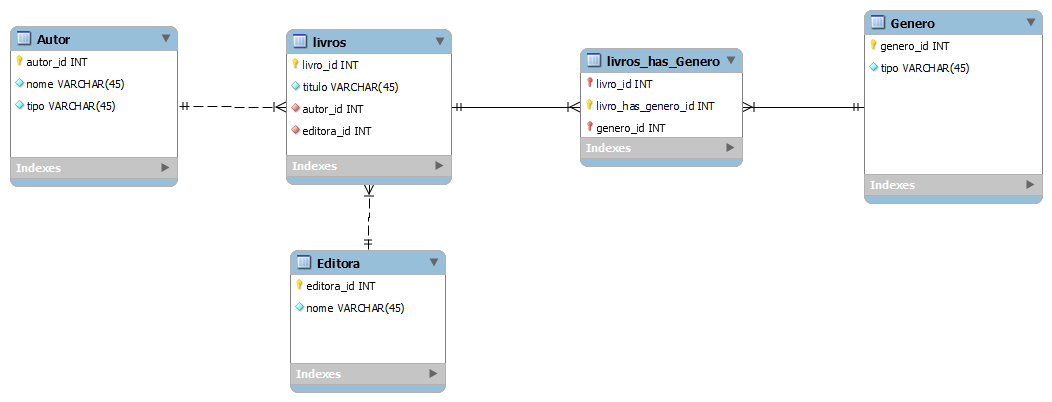 Autor
autor_id INT
nome VARCHAR(45)
tipo VARCHAR(45)
Indexes
livros
livro_id INT
titulo VARCHAR(45)
autor_id INT
editora_id INT
Indexes
livros_has_Genero
livro_id INT
livro_has_genero_id INT
genero_id INT
Indexes
Genero
genero_id INT
tipo VARCHAR(45)
Indexes
Editora
editora_id INT
nome VARCHAR(45)
Indexes